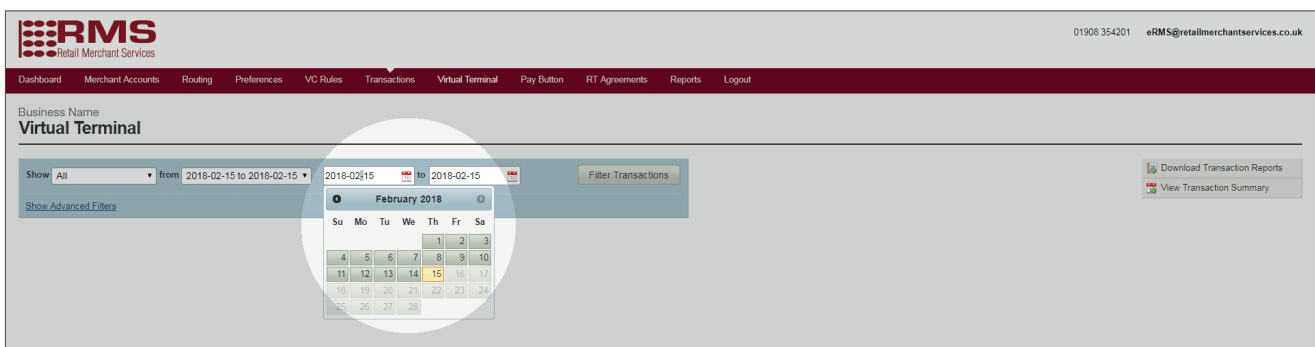 RMS
Retail Merchant Services
01908 354201 eRMS@retailmerchantservices.co.uk
Dashboard Merchant Accounts Routing Preferences VC Rules Transactions Virtual Terminal Pay Button RT Agreements Reports Logout
Business Name
Virtual Terminal
Show All from 2018-02-15 to 2018-02-15 2018-02-15 to 2018-02-15 Filter Transactions
Show Advanced Filters
Download Transaction Reports
View Transaction Summary
February 2018
Su Mo Tu We Th Fr Sa
1 2 3
4 5 6 7 8 9 10
11 12 13 14 15 16 17
18 19 20 21 22 23 24
25 26 27 28